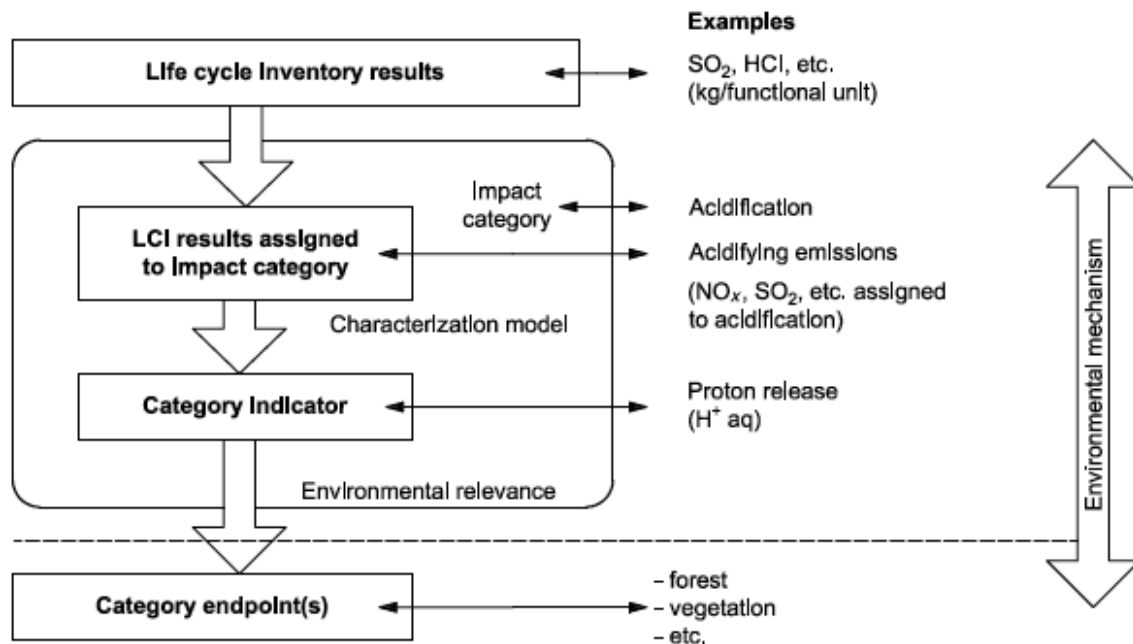 Examples
Life cycle Inventory results
SO₂, HCl, etc.
(kg/functional unit)
Impact
category
Acidification
LCI results assigned
to Impact category
Acidifying emissions
(NOₓ, SO₂, etc. assigned
to acidification)
Characterization model
Category Indicator
Proton release
(H⁺ aq)
Environmental relevance
Environmental mechanism
Category endpoint(s)
– forest
– vegetation
– etc.